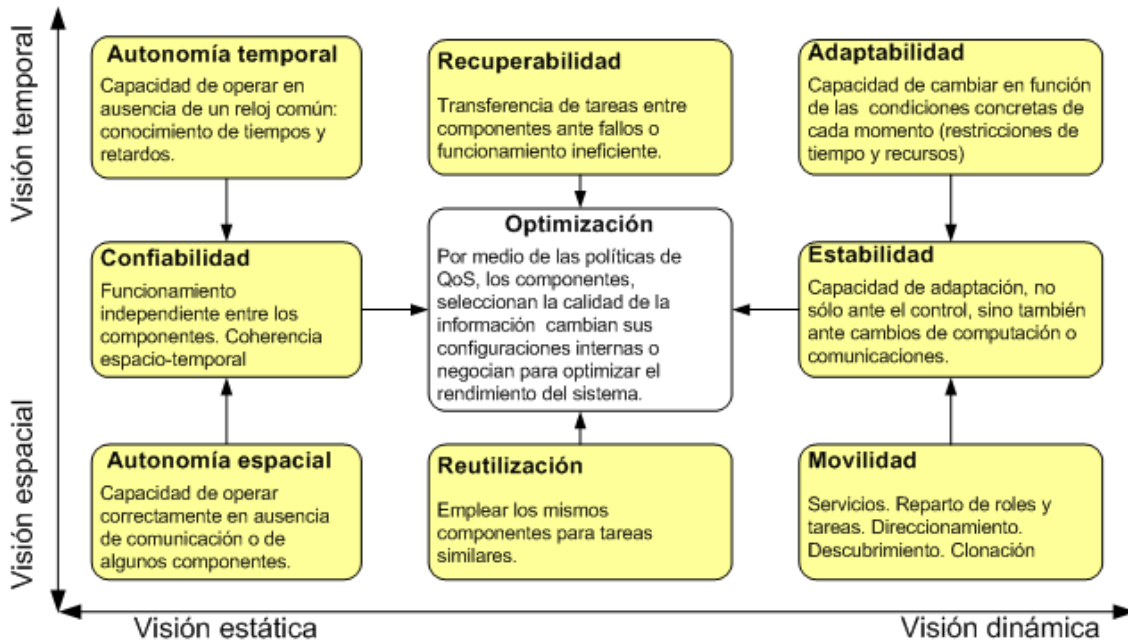 Visión temporal
Autonomía temporal
Capacidad de operar en
ausencia de un reloj común:
conocimiento de tiempos y
retardos.
Recuperabilidad
Transferencia de tareas entre
componentes ante fallos o
funcionamiento ineficiente.
Adaptabilidad
Capacidad de cambiar en función
de las condiciones concretas de
cada momento (restricciones de
tiempo y recursos)
Confiabilidad
Funcionamiento
independiente entre los
componentes. Coherencia
espacio-temporal
Optimización
Por medio de las políticas de
QoS, los componentes,
seleccionan la calidad de la
información cambian sus
configuraciones internas o
negocian para optimizar el
rendimiento del sistema.
Estabilidad
Capacidad de adaptación, no
sólo ante el control, sino también
ante cambios de computación o
comunicaciones.
Visión espacial
Autonomía espacial
Capacidad de operar
correctamente en ausencia
de comunicación o de
algunos componentes.
Reutilización
Emplear los mismos
componentes para tareas
similares.
Movilidad
Servicios. Reparto de roles y
tareas. Direccionamiento.
Descubrimiento. Clonación
Visión estática
Visión dinámica